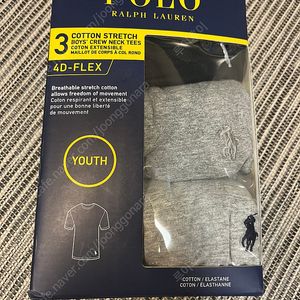 POLO
RALPH LAUREN
3 COTTON STRETCH
BOYS' CREW NECK TEES
COTON EXTENSIBLE
MAILLOT DE CORPS À COL ROND
4D-FLEX
Breathable stretch cotton
allows freedom of movement
Coton respirant et extensible
pour une bonne liberté
de mouvement
YOUTH
COTTON / ELASTANE
COTON / ÉLASTHANNE